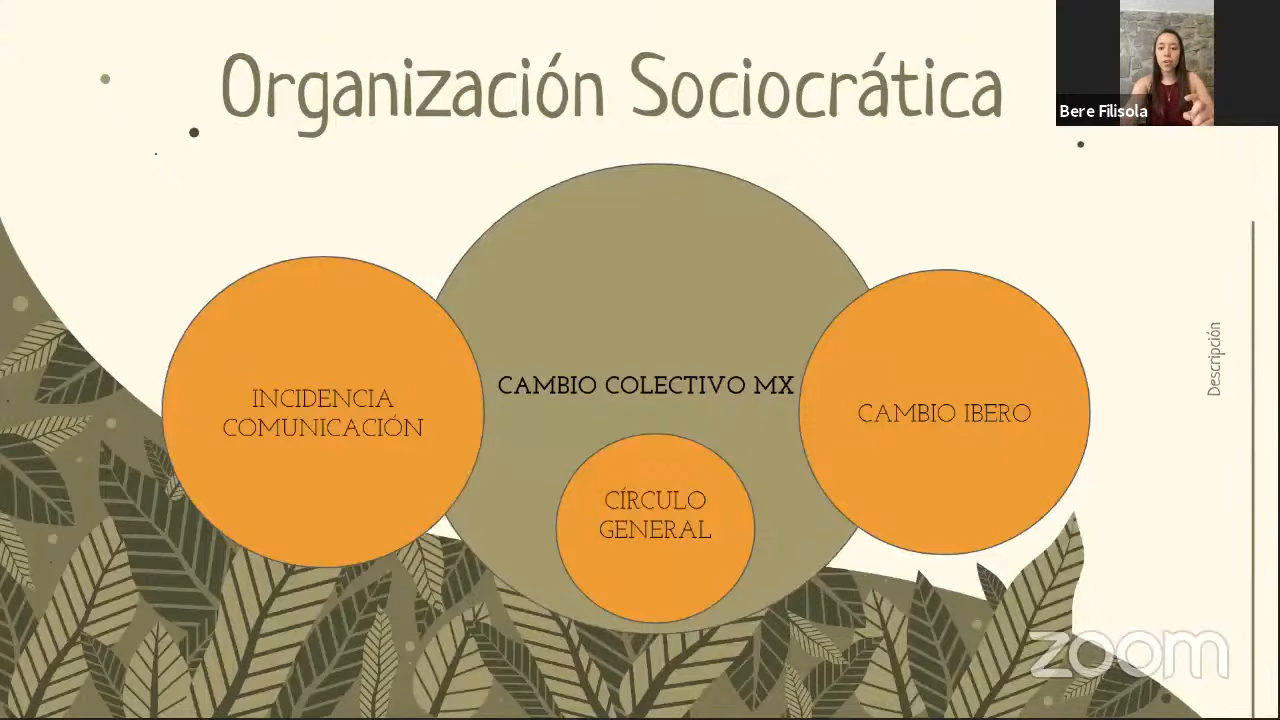 Organización Sociocrática
Bere Filisola
CAMBIO COLECTIVO MX
INCIDENCIA
COMUNICACIÓN
CAMBIO IBERO
CÍRCULO
GENERAL
Descripción
zoom